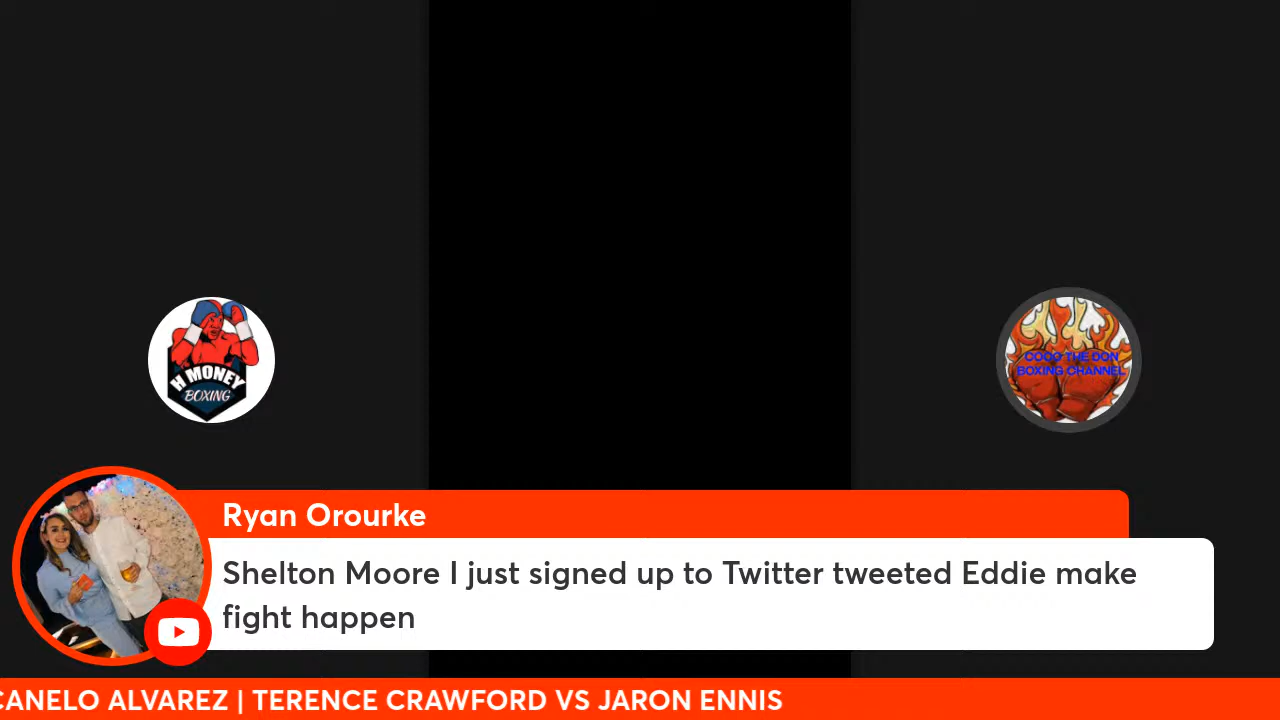 H MONEY
BOXING
COCO THE DON
BOXING CHANNEL
Ryan Orourke
Shelton Moore I just signed up to Twitter tweeted Eddie make
fight happen
CANELO ALVAREZ | TERENCE CRAWFORD VS JARON ENNIS